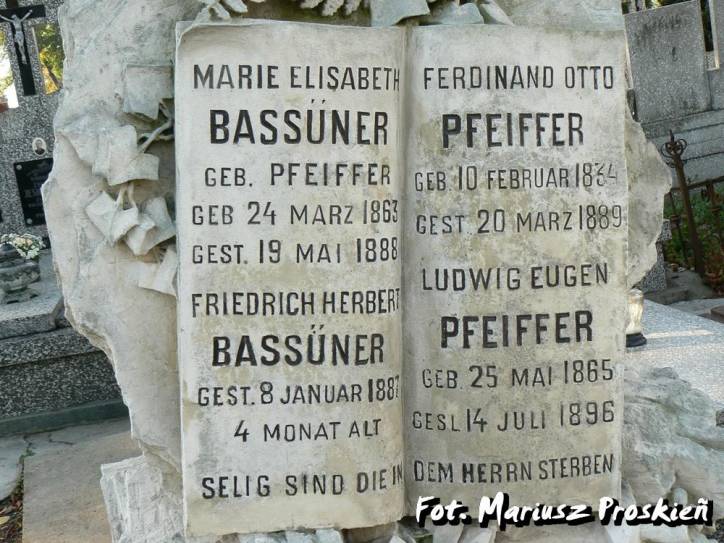 MARIE ELISABETH
BASSÜNER
GEB. PFEIFFER
GEB 24 MARZ 1863
GEST. 19 MAI 1888
FRIEDRICH HERBERT
BASSÜNER
GEST. 8 JANUAR 1887
4 MONAT ALT
SELIG SIND DIE IN
FERDINAND OTTO
PFEIFFER
GEB 10 FEBRUAR 1834
GEST. 20 MARZ 1889
LUDWIG EUGEN
PFEIFFER
GEB. 25 MAI 1865
GESL 14 JULI 1896
DEM HERRN STERBEN
Fot. Mariusz Proskień